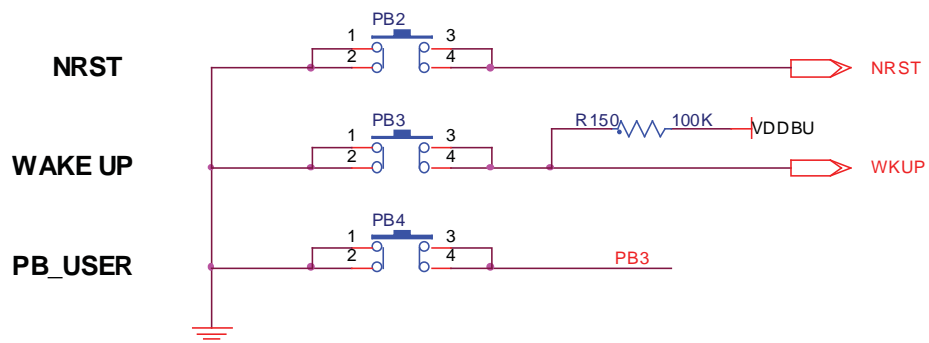 PB2
1 3
2 4
NRST
NRST
R150 100K
VDDBU
PB3
1 3
2 4
WAKE UP
WKUP
PB4
1 3
2 4
PB_USER
PB3